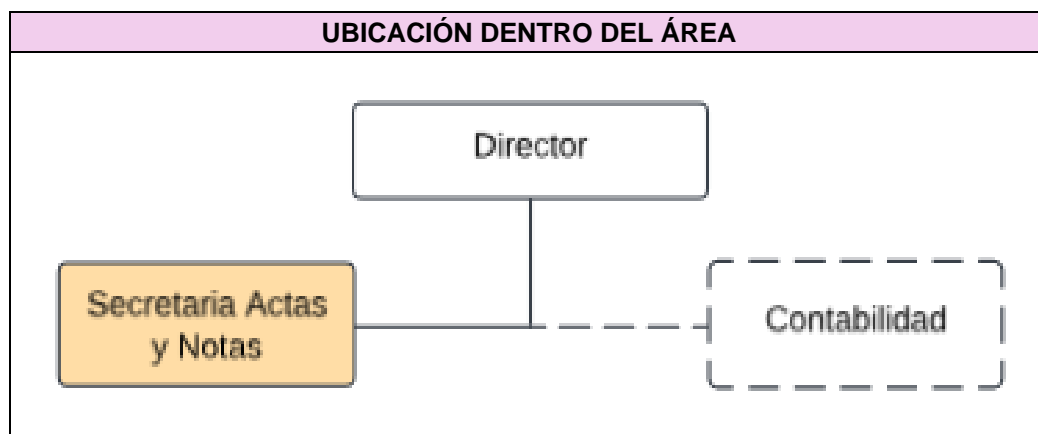 UBICACIÓN DENTRO DEL ÁREA
Director
Secretaria Actas
y Notas
Contabilidad